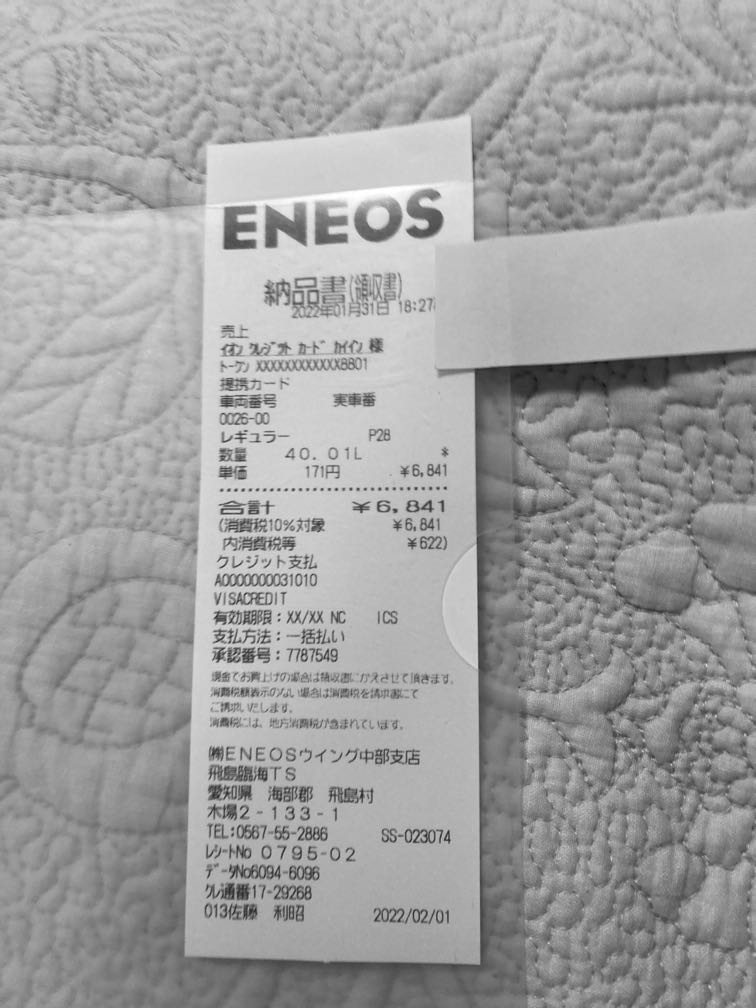 ENEOS
納品書(領収書)
2022年01月31日 18:27
売上
イオン クレジット カード カイイン 様
トークン XXXXXXXXXXXX8801
提携カード
車両番号 実車番
0026-00
レギュラー P28
数量 40.01L *
単価 171円 ¥6,841
合計 ¥6,841
(消費税10%対象 ¥6,841
内消費税等 ¥622)
クレジット支払
A0000000031010
VISACREDIT
有効期限:XX/XX NC ICS
支払方法:一括払い
承認番号:7787549
現金でお買上げの場合は領収書にかえさせて頂きます。
消費税額表示のない場合は消費税を請求書にて
ご請求いたします。
消費税には、地方消費税が含まれています。
㈱ENEOSウイング中部支店
飛島臨海TS
愛知県 海部郡 飛島村
木場2-133-1
TEL:0567-55-2886 SS-023074
レシートNo 0795-02
データNo6094-6096
クレ通番17-29268
013佐藤 利昭 2022/02/01